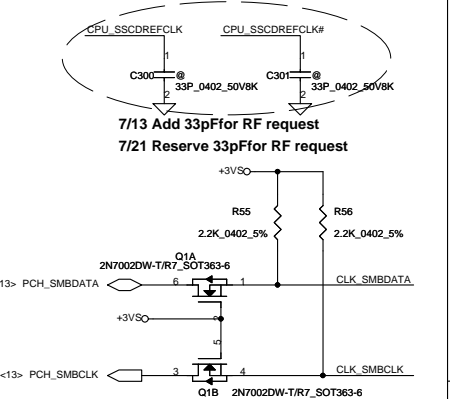 CPU_SSCDREFCLK CPU_SSCDREFCLK#
1 1
C300 @ C301 @
33P_0402_50V8K 33P_0402_50V8K
2 2
7/13 Add 33pFfor RF request
7/21 Reserve 33pFfor RF request
+3VS
R55 R56
2.2K_0402_5% 2.2K_0402_5%
Q1A
2N7002DW-T/R7_SOT363-6
13> PCH_SMBDATA 6 1 CLK_SMBDATA
+3VS 2
5
<13> PCH_SMBCLK 3 4 CLK_SMBCLK
Q1B 2N7002DW-T/R7_SOT363-6